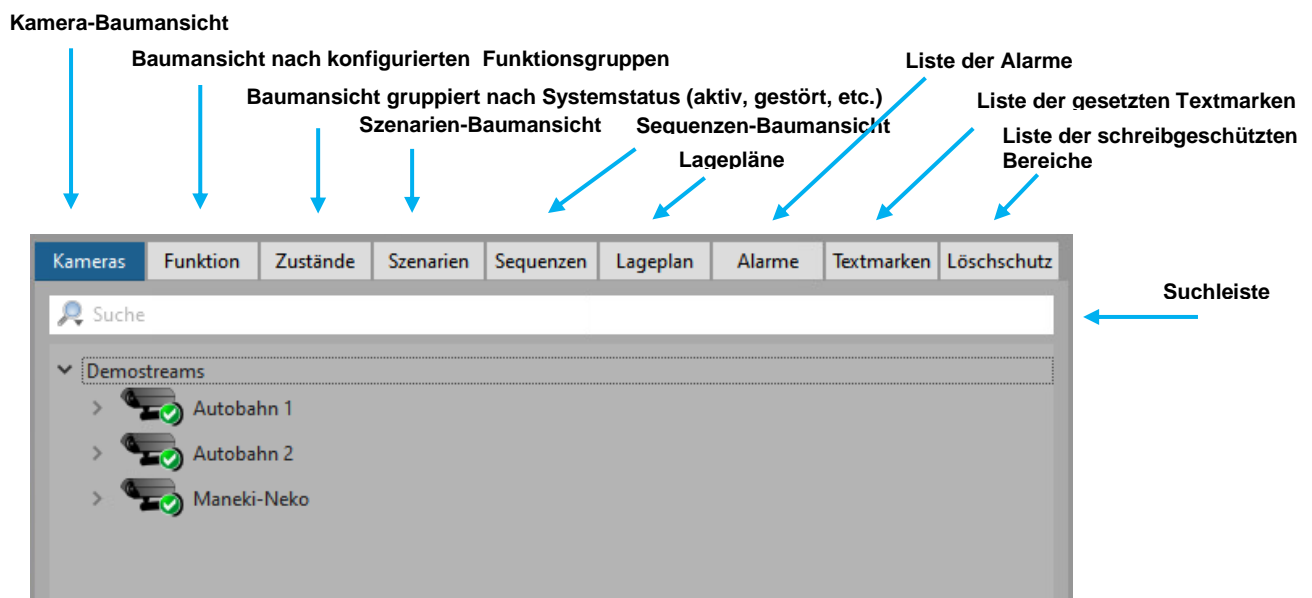 Kamera-Baumansicht
Baumansicht nach konfigurierten Funktionsgruppen
Liste der Alarme
Baumansicht gruppiert nach Systemstatus (aktiv, gestört, etc.)
Liste der gesetzten Textmarken
Szenarien-Baumansicht
Sequenzen-Baumansicht
Liste der schreibgeschützten
Bereiche
Lagepläne
Kameras Funktion Zustände Szenarien Sequenzen Lageplan Alarme Textmarken Löschschutz
Suchleiste
Suche
Demostreams
Autobahn 1
Autobahn 2
Maneki-Neko